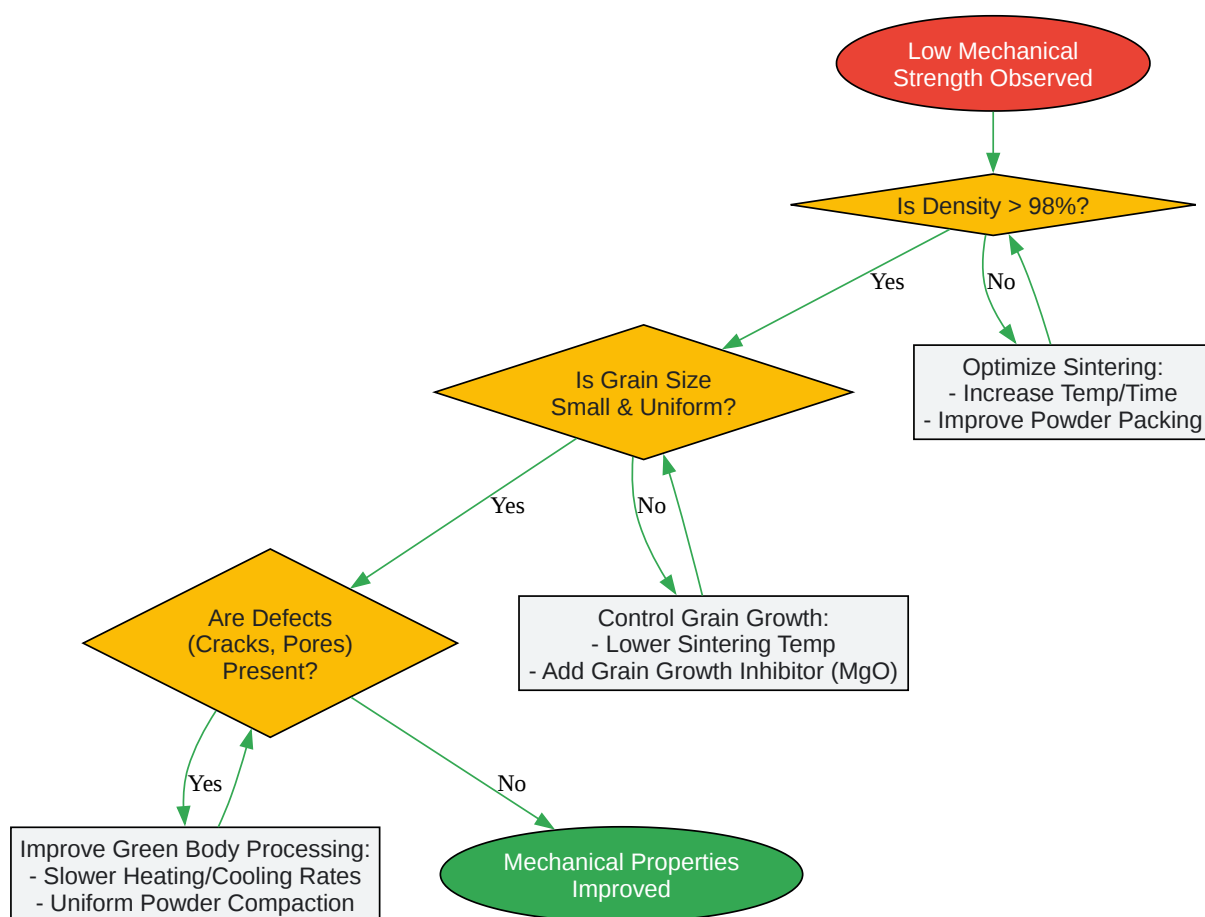 Low Mechanical
Strength Observed
Is Density > 98%?
Yes
No
Optimize Sintering:
- Increase Temp/Time
- Improve Powder Packing
Is Grain Size
Small & Uniform?
Yes
No
Control Grain Growth:
- Lower Sintering Temp
- Add Grain Growth Inhibitor (MgO)
Are Defects
(Cracks, Pores)
Present?
Yes
No
Improve Green Body Processing:
- Slower Heating/Cooling Rates
- Uniform Powder Compaction
Mechanical Properties
Improved